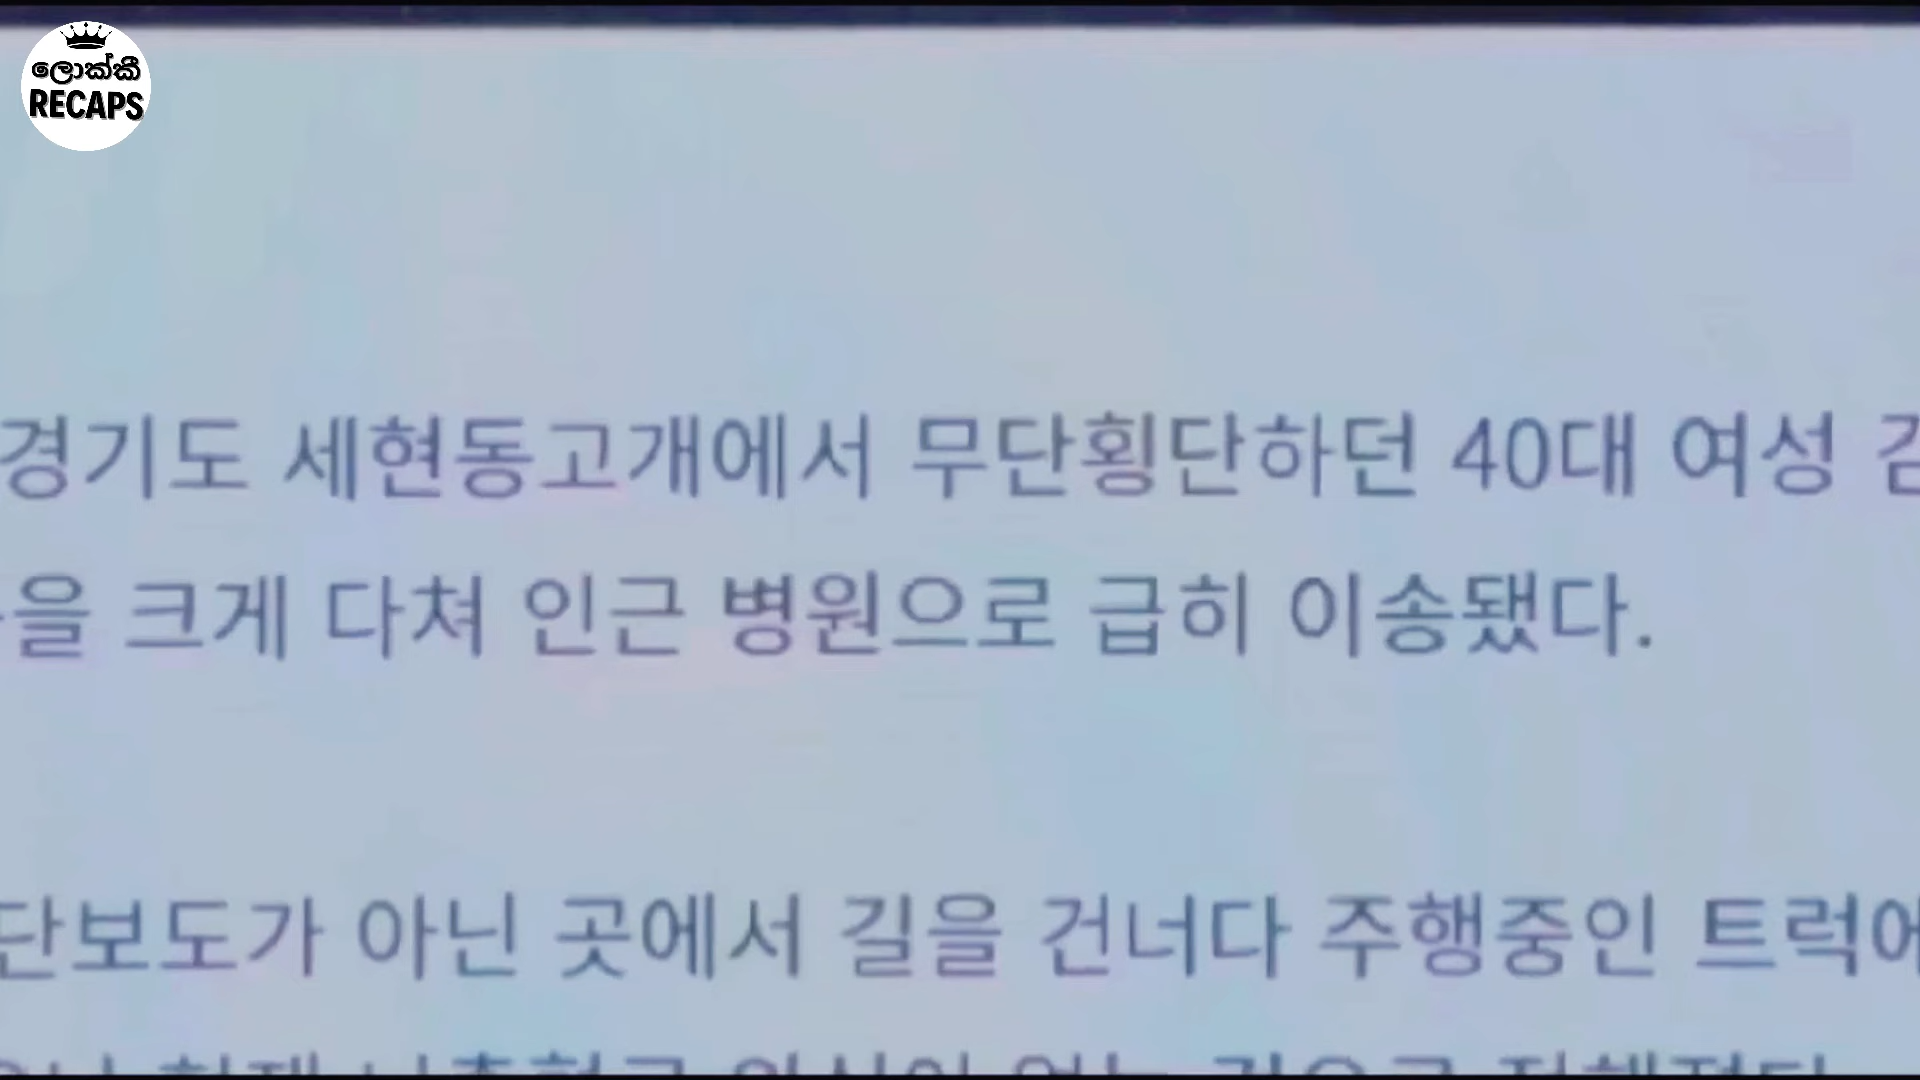 ලොක්කී
RECAPS
경기도 세현동고개에서 무단횡단하던 40대 여성
을 크게 다쳐 인근 병원으로 급히 이송됐다.
단보도가 아닌 곳에서 길을 건너다 주행중인 트럭에